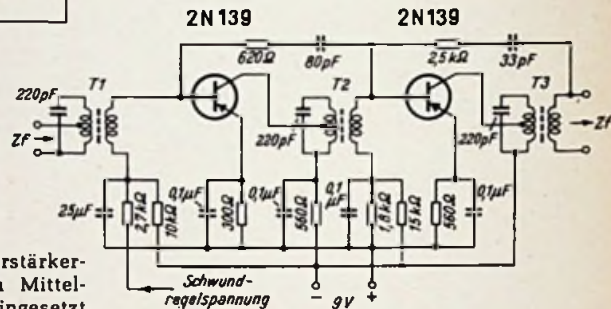 2N139 2N139
620Ω 80pF 2,5kΩ 33pF
T1 T2 T3
220pF 220pF 220pF
Zf Zf
25µF 2,7kΩ 10kΩ 0,1µF 300Ω 0,1µF 560Ω 0,1µF 1,8kΩ 15kΩ 560Ω 0,1µF
Schwund-
regelspannung - 9V +
rstärker-
Mittel-
ingesetzt